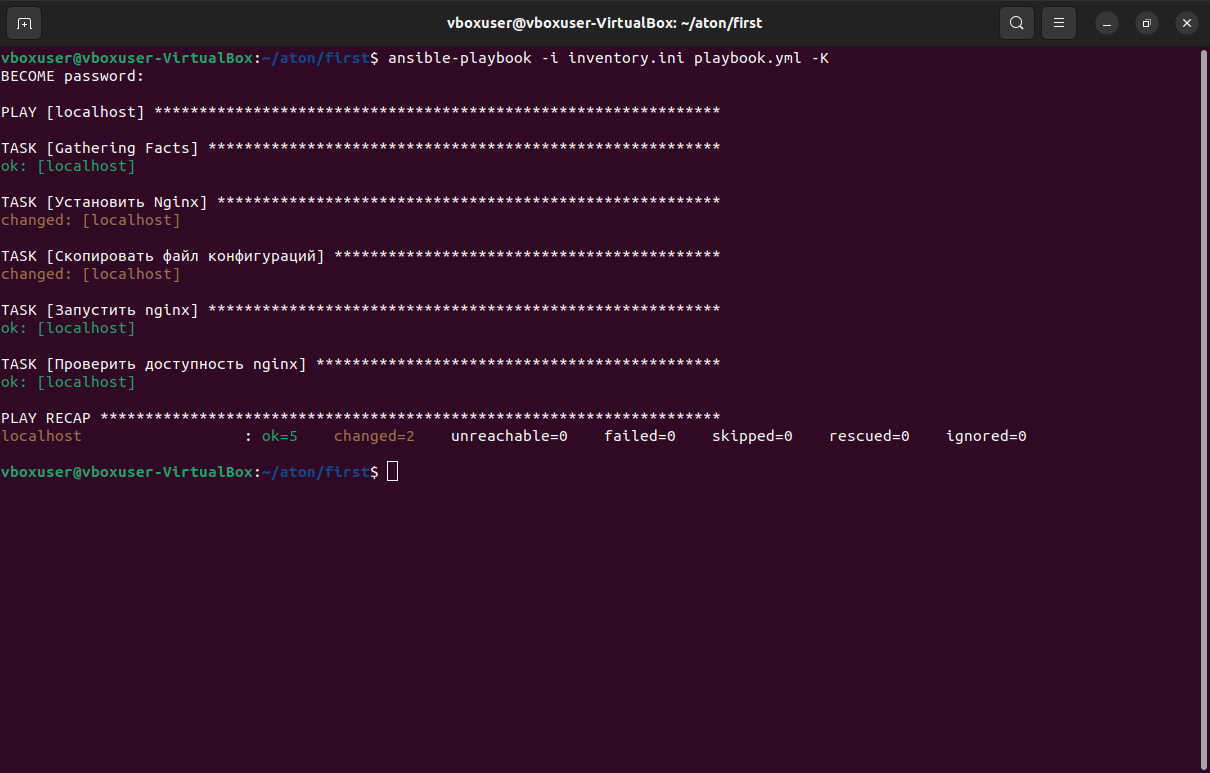 vboxuser@vboxuser-VirtualBox: ~/aton/first
vboxuser@vboxuser-VirtualBox:~/aton/first$ ansible-playbook -i inventory.ini playbook.yml -K
BECOME password:
PLAY [localhost] ***************************************************************
TASK [Gathering Facts] *********************************************************
ok: [localhost]
TASK [Установить Nginx] ********************************************************
changed: [localhost]
TASK [Скопировать файл конфигураций] *******************************************
changed: [localhost]
TASK [Запустить nginx] *********************************************************
ok: [localhost]
TASK [Проверить доступность nginx] *********************************************
ok: [localhost]
PLAY RECAP *********************************************************************
localhost                  : ok=5    changed=2    unreachable=0    failed=0    skipped=0    rescued=0    ignored=0
vboxuser@vboxuser-VirtualBox:~/aton/first$